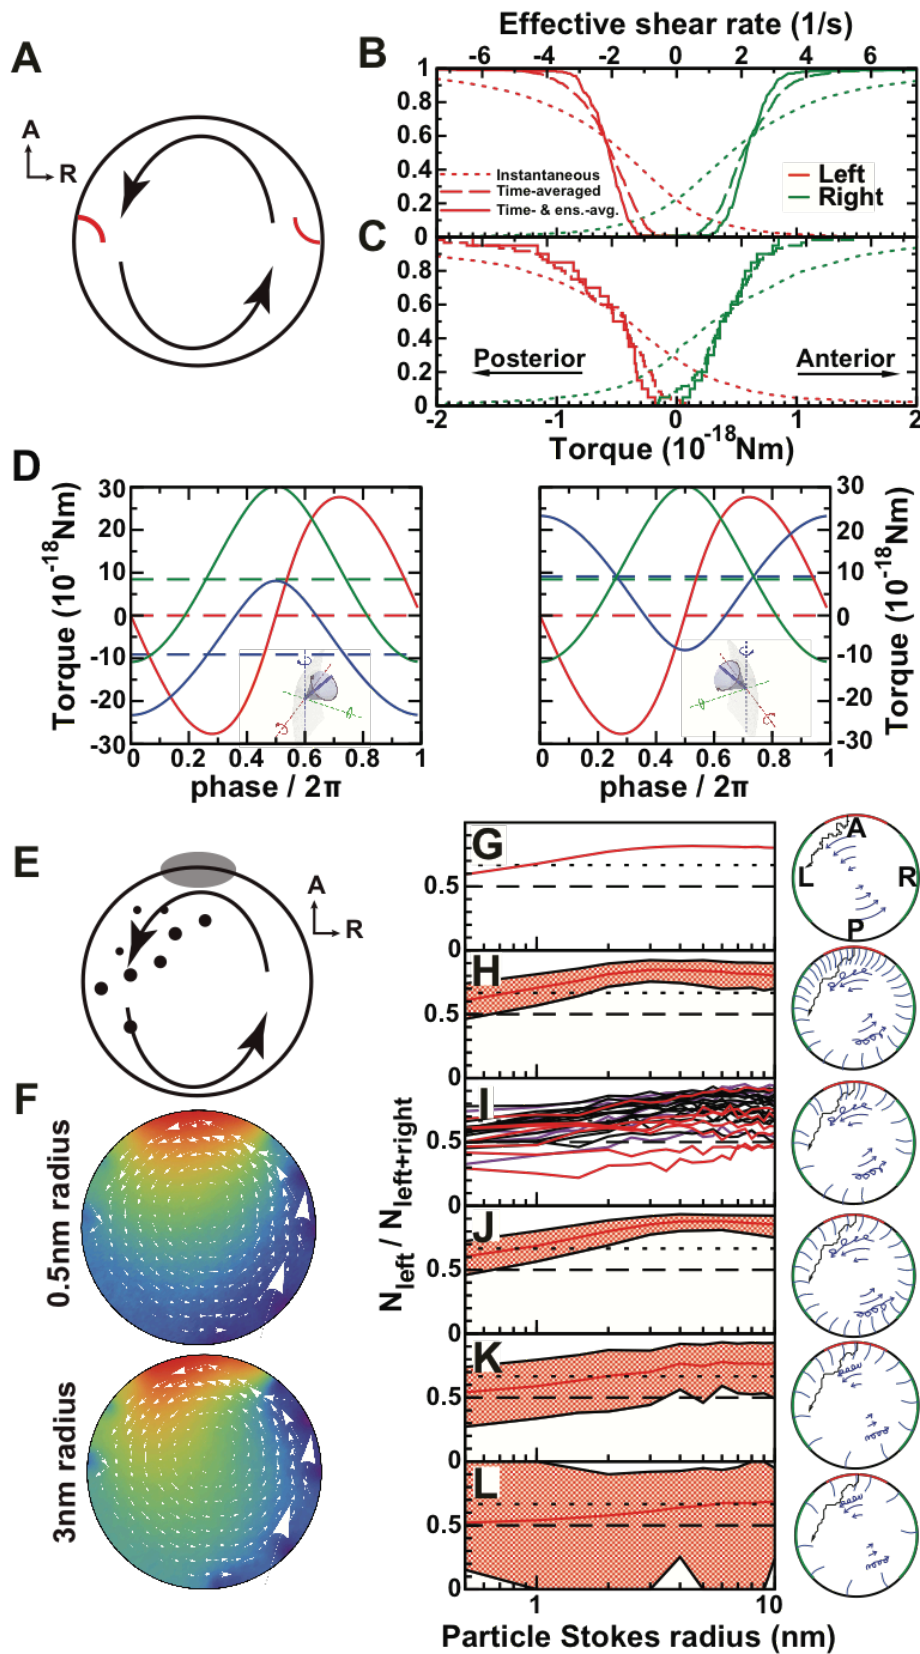 Effective shear rate (1/s)
A
B
-6 -4 -2 0 2 4 6
1
0.8
0.6
0.4
0.2
0
A
R
Instantaneous
Time-averaged
Time- & ens.-avg.
Left
Right
C
0.8
0.6
0.4
0.2
0
Posterior
Anterior
-2 -1 0 1 2
Torque (10-18Nm)
D
Torque (10-18Nm)
30
20
10
0
-10
-20
-30
0 0.2 0.4 0.6 0.8 1
phase / 2π
0 0.2 0.4 0.6 0.8 1
phase / 2π
30
20
10
0
-10
-20
-30
Torque (10-18Nm)
E
A
R
F
0.5nm radius
3nm radius
Nleft / Nleft+right
G
0.5
0
A
L
R
P
H
0.5
0
I
0.5
0
J
0.5
0
K
0.5
0
L
0.5
0
1 10
Particle Stokes radius (nm)